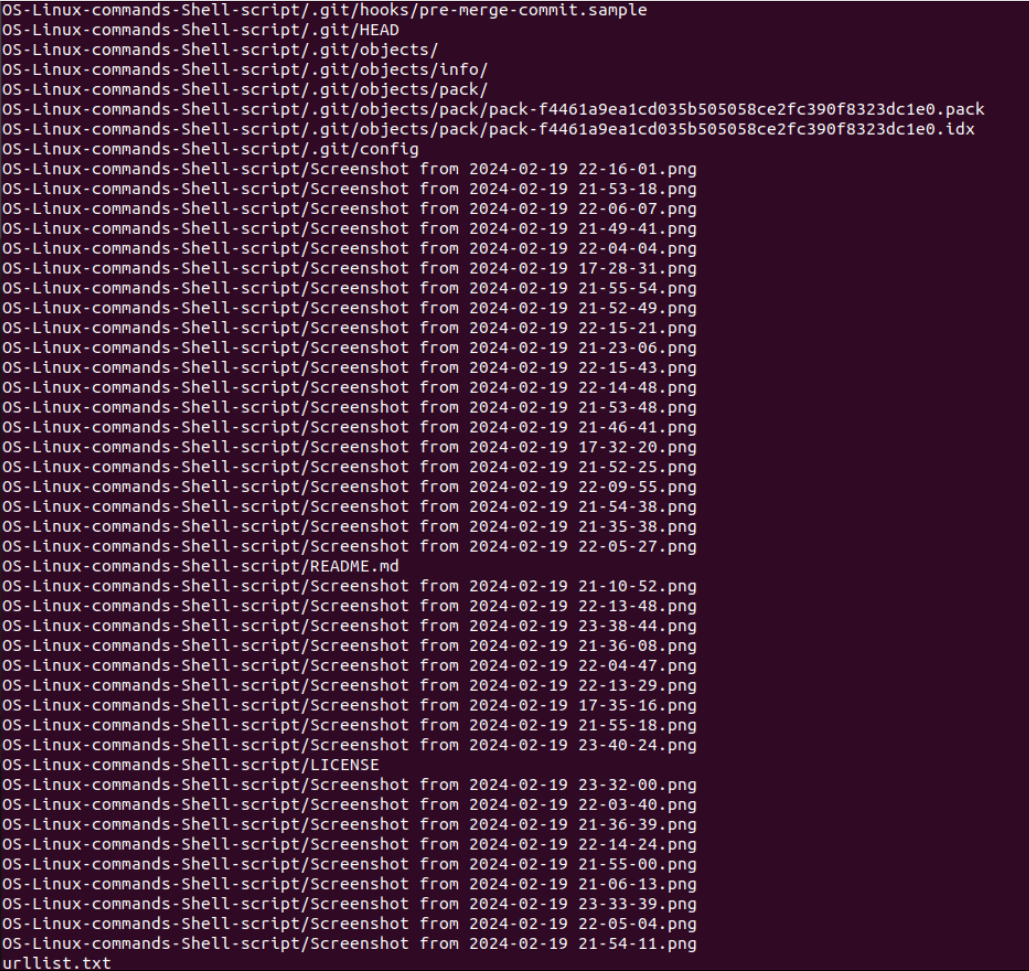 OS-Linux-commands-Shell-script/.git/hooks/pre-merge-commit.sample
OS-Linux-commands-Shell-script/.git/HEAD
OS-Linux-commands-Shell-script/.git/objects/
OS-Linux-commands-Shell-script/.git/objects/info/
OS-Linux-commands-Shell-script/.git/objects/pack/
OS-Linux-commands-Shell-script/.git/objects/pack/pack-f4461a9ea1cd035b505058ce2fc390f8323dc1e0.pack
OS-Linux-commands-Shell-script/.git/objects/pack/pack-f4461a9ea1cd035b505058ce2fc390f8323dc1e0.idx
OS-Linux-commands-Shell-script/.git/config
OS-Linux-commands-Shell-script/Screenshot from 2024-02-19 22-16-01.png
OS-Linux-commands-Shell-script/Screenshot from 2024-02-19 21-53-18.png
OS-Linux-commands-Shell-script/Screenshot from 2024-02-19 22-06-07.png
OS-Linux-commands-Shell-script/Screenshot from 2024-02-19 21-49-41.png
OS-Linux-commands-Shell-script/Screenshot from 2024-02-19 22-04-04.png
OS-Linux-commands-Shell-script/Screenshot from 2024-02-19 17-28-31.png
OS-Linux-commands-Shell-script/Screenshot from 2024-02-19 21-55-54.png
OS-Linux-commands-Shell-script/Screenshot from 2024-02-19 21-52-49.png
OS-Linux-commands-Shell-script/Screenshot from 2024-02-19 22-15-21.png
OS-Linux-commands-Shell-script/Screenshot from 2024-02-19 21-23-06.png
OS-Linux-commands-Shell-script/Screenshot from 2024-02-19 22-15-43.png
OS-Linux-commands-Shell-script/Screenshot from 2024-02-19 22-14-48.png
OS-Linux-commands-Shell-script/Screenshot from 2024-02-19 21-53-48.png
OS-Linux-commands-Shell-script/Screenshot from 2024-02-19 21-46-41.png
OS-Linux-commands-Shell-script/Screenshot from 2024-02-19 17-32-20.png
OS-Linux-commands-Shell-script/Screenshot from 2024-02-19 21-52-25.png
OS-Linux-commands-Shell-script/Screenshot from 2024-02-19 22-09-55.png
OS-Linux-commands-Shell-script/Screenshot from 2024-02-19 21-54-38.png
OS-Linux-commands-Shell-script/Screenshot from 2024-02-19 21-35-38.png
OS-Linux-commands-Shell-script/Screenshot from 2024-02-19 22-05-27.png
OS-Linux-commands-Shell-script/README.md
OS-Linux-commands-Shell-script/Screenshot from 2024-02-19 21-10-52.png
OS-Linux-commands-Shell-script/Screenshot from 2024-02-19 22-13-48.png
OS-Linux-commands-Shell-script/Screenshot from 2024-02-19 23-38-44.png
OS-Linux-commands-Shell-script/Screenshot from 2024-02-19 21-36-08.png
OS-Linux-commands-Shell-script/Screenshot from 2024-02-19 22-04-47.png
OS-Linux-commands-Shell-script/Screenshot from 2024-02-19 22-13-29.png
OS-Linux-commands-Shell-script/Screenshot from 2024-02-19 17-35-16.png
OS-Linux-commands-Shell-script/Screenshot from 2024-02-19 21-55-18.png
OS-Linux-commands-Shell-script/Screenshot from 2024-02-19 23-40-24.png
OS-Linux-commands-Shell-script/LICENSE
OS-Linux-commands-Shell-script/Screenshot from 2024-02-19 23-32-00.png
OS-Linux-commands-Shell-script/Screenshot from 2024-02-19 22-03-40.png
OS-Linux-commands-Shell-script/Screenshot from 2024-02-19 21-36-39.png
OS-Linux-commands-Shell-script/Screenshot from 2024-02-19 22-14-24.png
OS-Linux-commands-Shell-script/Screenshot from 2024-02-19 21-55-00.png
OS-Linux-commands-Shell-script/Screenshot from 2024-02-19 21-06-13.png
OS-Linux-commands-Shell-script/Screenshot from 2024-02-19 23-33-39.png
OS-Linux-commands-Shell-script/Screenshot from 2024-02-19 22-05-04.png
OS-Linux-commands-Shell-script/Screenshot from 2024-02-19 21-54-11.png
urllist.txt